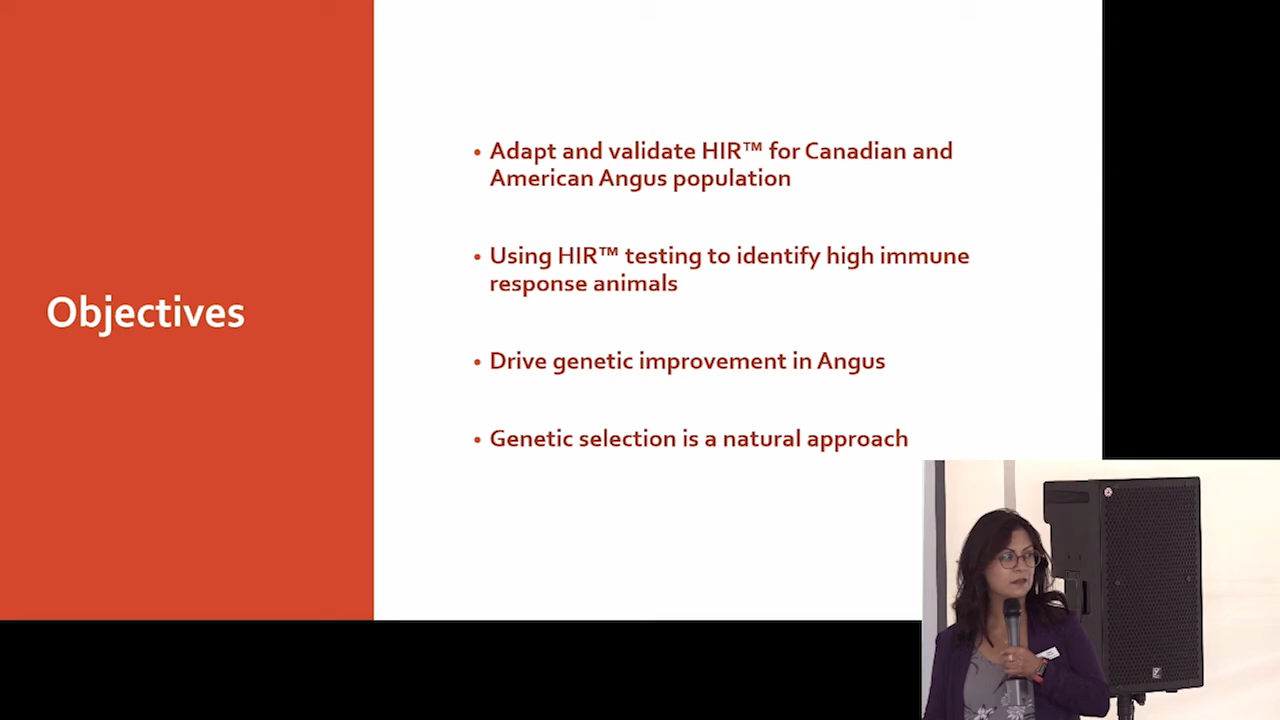 Objectives
• Adapt and validate HIR™ for Canadian and
American Angus population
• Using HIR™ testing to identify high immune
response animals
• Drive genetic improvement in Angus
• Genetic selection is a natural approach